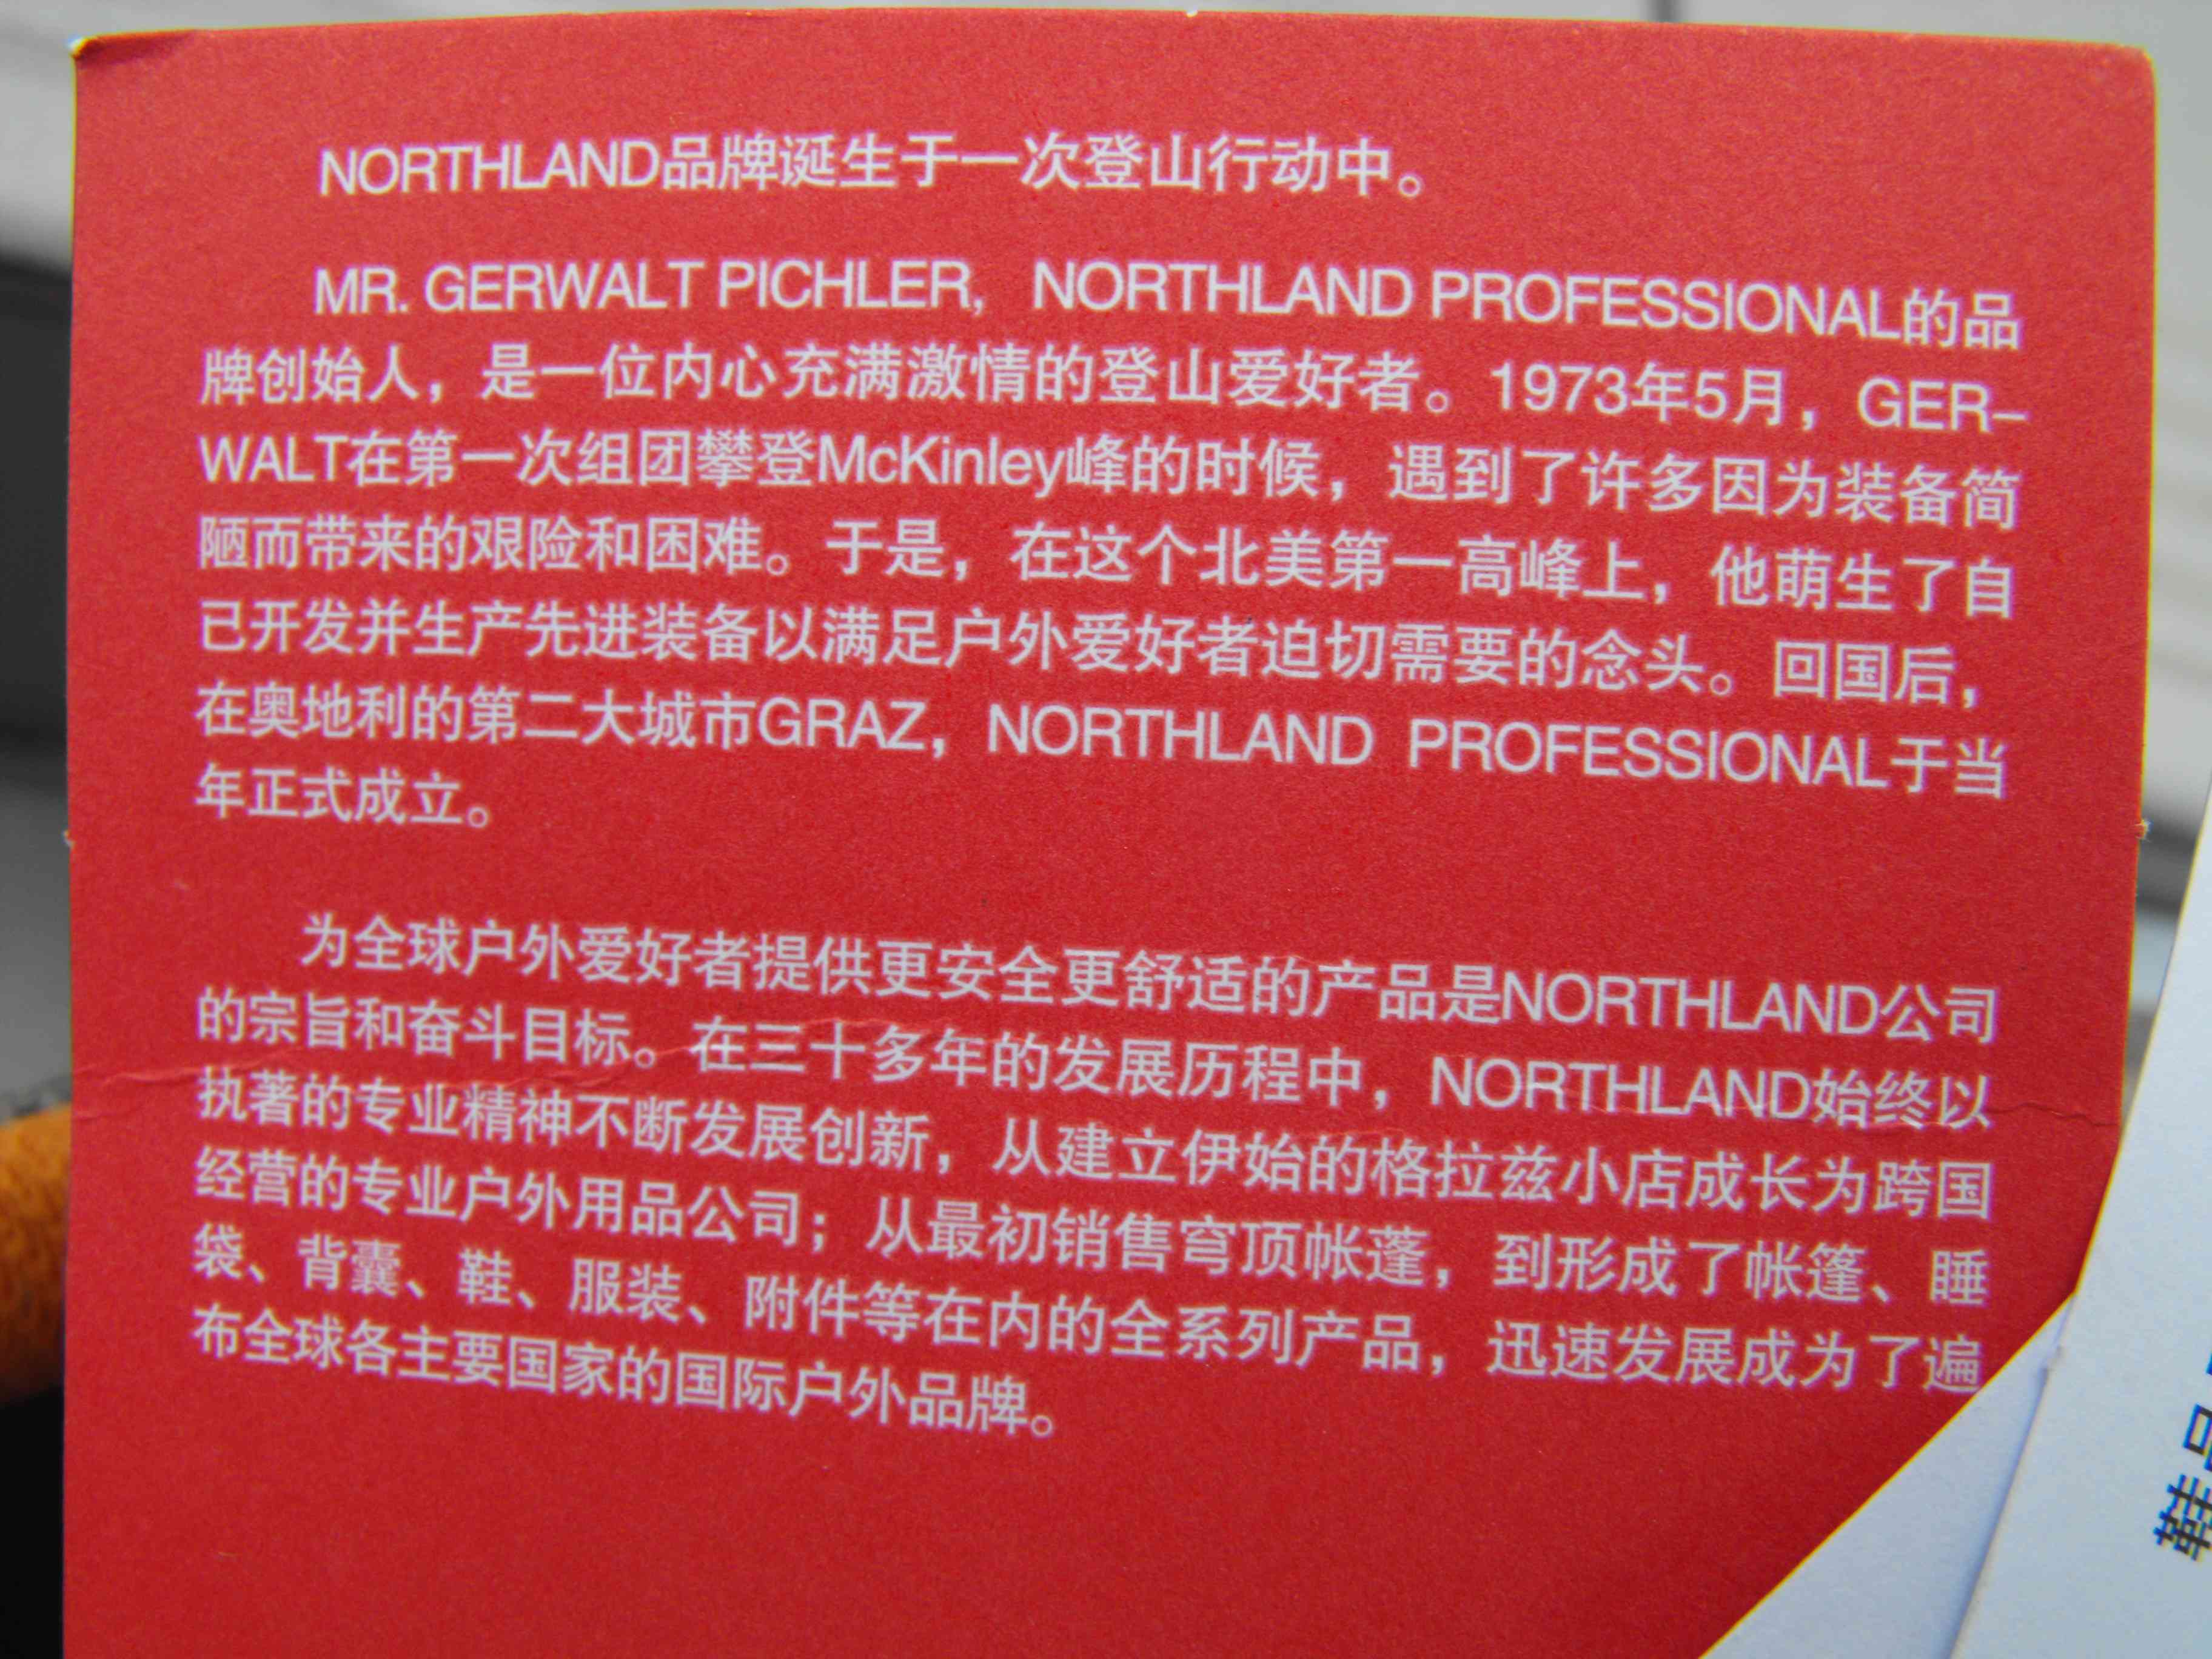 NORTHLAND品牌诞生于一次登山行动中。
MR. GERWALT PICHLER, NORTHLAND PROFESSIONAL的品
牌创始人，是一位内心充满激情的登山爱好者。1973年5月，GER-
WALT在第一次组团攀登McKinley峰的时候，遇到了许多因为装备简
陋而带来的艰险和困难。于是，在这个北美第一高峰上，他萌生了自
己开发并生产先进装备以满足户外爱好者迫切需要的念头。回国后，
在奥地利的第二大城市GRAZ，NORTHLAND PROFESSIONAL于当
年正式成立。
为全球户外爱好者提供更安全更舒适的产品是NORTHLAND公司
的宗旨和奋斗目标。在三十多年的发展历程中，NORTHLAND始终以
执著的专业精神不断发展创新，从建立伊始的格拉兹小店成长为跨国
经营的专业户外用品公司；从最初销售穹顶帐蓬，到形成了帐篷、睡
袋、背囊、鞋、服装、附件等在内的全系列产品，迅速发展成为了遍
布全球各主要国家的国际户外品牌。